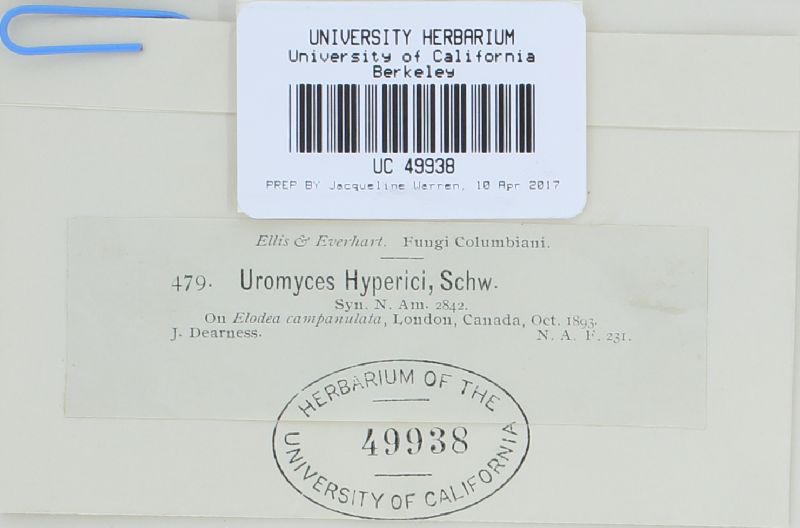 UNIVERSITY HERBARIUM
University of California
Berkeley
UC 49938
PREP BY Jacqueline Warren, 10 Apr 2017
Ellis & Everhart. Fungi Columbiani.
479. Uromyces Hyperici, Schw.
Syn. N. Am. 2842.
On Elodea campanulata, London, Canada, Oct. 1893.
J. Dearness. N. A. F. 231.
HERBARIUM OF THE
49938
UNIVERSITY OF CALIFORNIA